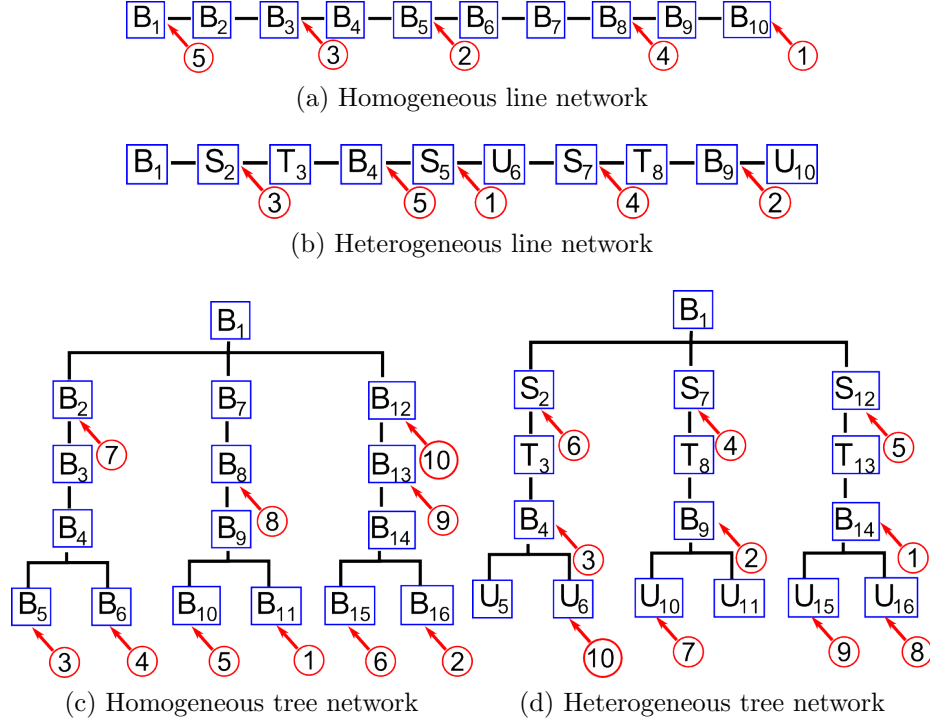 B1 B2 B3 B4 B5 B6 B7 B8 B9 B10
5 3 2 4 1
(a) Homogeneous line network
B1 S2 T3 B4 S5 U6 S7 T8 B9 U10
3 5 1 4 2
(b) Heterogeneous line network
B1
B2 B7 B12
7 10
B3 B8 B13
8 9
B4 B9 B14
B5 B6 B10 B11 B15 B16
3 4 5 1 6 2
(c) Homogeneous tree network
B1
S2 S7 S12
6 4 5
T3 T8 T13
B4 B9 B14
3 2 1
U5 U6 U10 U11 U15 U16
10 7 9 8
(d) Heterogeneous tree network